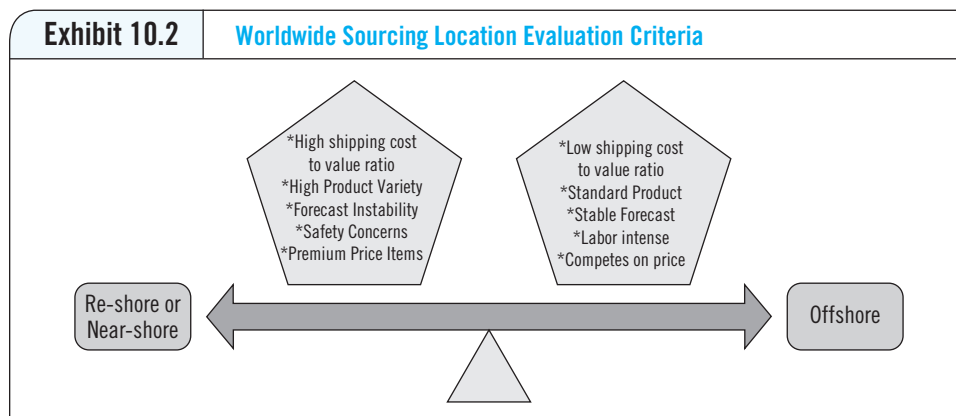 Exhibit 10.2
Worldwide Sourcing Location Evaluation Criteria
*High shipping cost
to value ratio
*High Product Variety
*Forecast Instability
*Safety Concerns
*Premium Price Items
*Low shipping cost
to value ratio
*Standard Product
*Stable Forecast
*Labor intense
*Competes on price
Re-shore or
Near-shore
Offshore